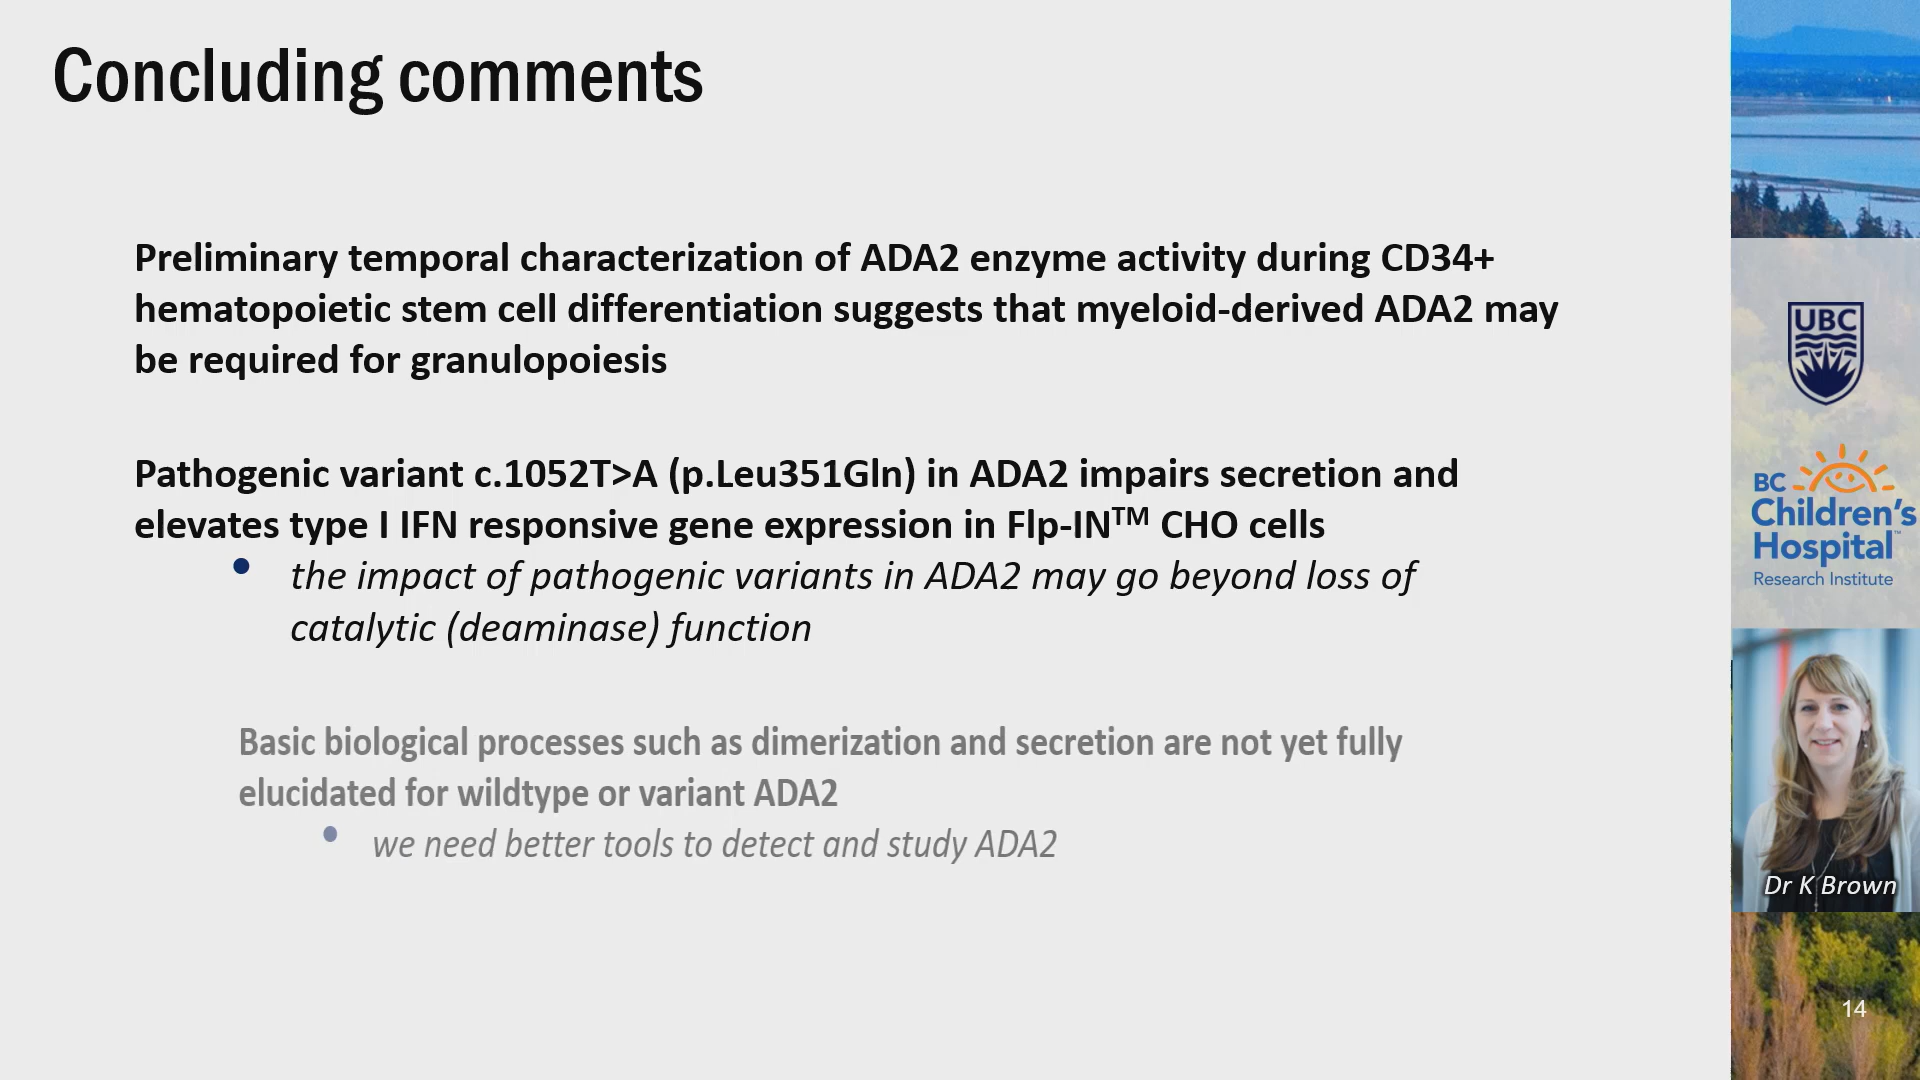 Concluding comments
Preliminary temporal characterization of ADA2 enzyme activity during CD34+
hematopoietic stem cell differentiation suggests that myeloid-derived ADA2 may
be required for granulopoiesis
Pathogenic variant c.1052T>A (p.Leu351Gln) in ADA2 impairs secretion and
elevates type I IFN responsive gene expression in Flp-IN™ CHO cells
• the impact of pathogenic variants in ADA2 may go beyond loss of
catalytic (deaminase) function
Basic biological processes such as dimerization and secretion are not yet fully
elucidated for wildtype or variant ADA2
• we need better tools to detect and study ADA2
UBC
BC
Children's
Hospital™
Research Institute
Dr K Brown
14